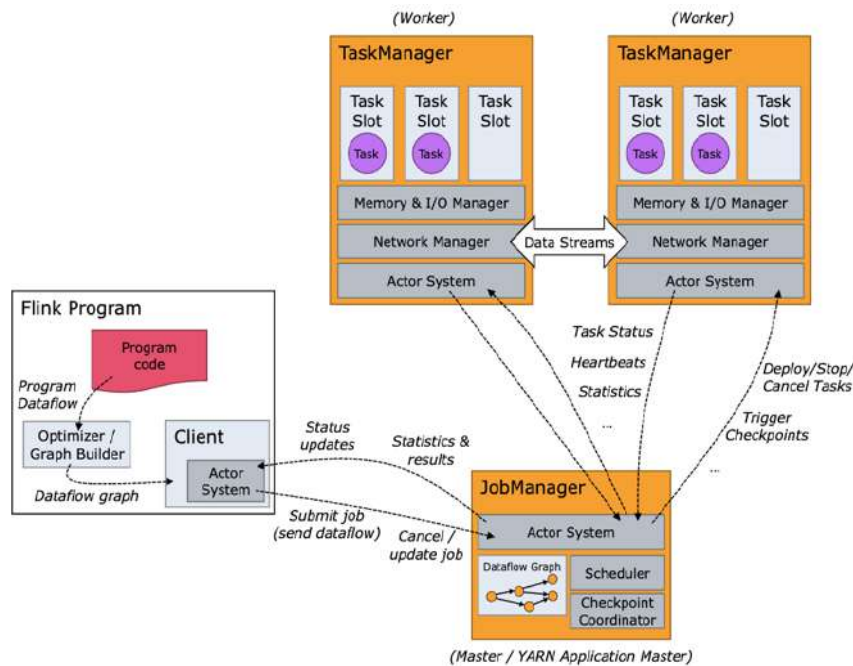 (Worker)
(Worker)
TaskManager
TaskManager
Task
Slot
Task
Task
Slot
Task
Task
Slot
Task
Slot
Task
Task
Slot
Task
Task
Slot
Memory & I/O Manager
Memory & I/O Manager
Network Manager
Data Streams
Network Manager
Actor System
Actor System
Flink Program
Program
code
Program
Dataflow
Optimizer /
Graph Builder
Dataflow graph
Client
Actor
System
Task Status
Heartbeats
Statistics
...
Deploy/Stop/
Cancel Tasks
Trigger
Checkpoints
...
Status
updates
Statistics &
results
Submit job
(send dataflow)
Cancel /
update job
JobManager
Actor System
Dataflow Graph
Scheduler
Checkpoint
Coordinator
(Master / YARN Application Master)